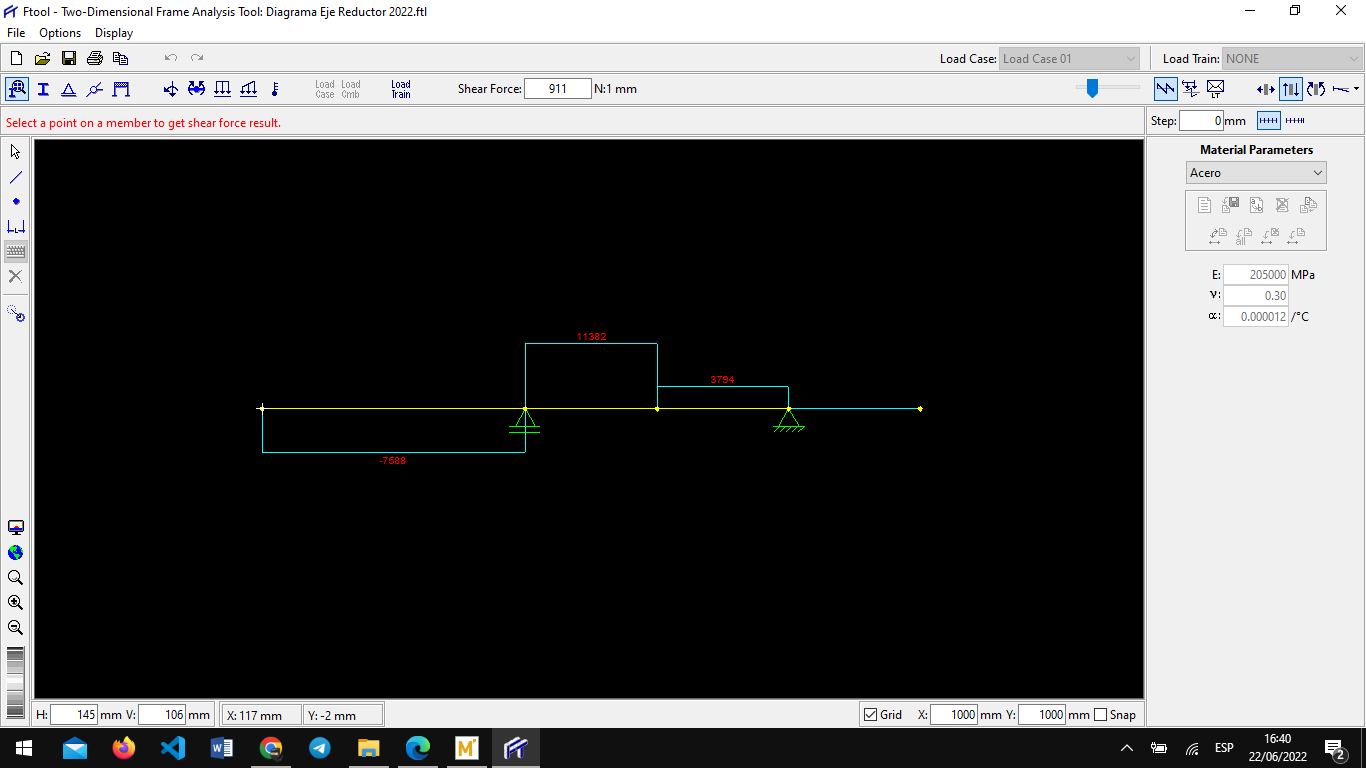 Ftool - Two-Dimensional Frame Analysis Tool: Diagrama Eje Reductor 2022.ftl
File Options Display
Load Case: Load Case 01 Load Train: NONE
Load Case Load Cmb Load Train Shear Force: 911 N:1 mm
LT
Select a point on a member to get shear force result.
Step: 0 mm
Material Parameters
Acero
all
E: 205000 MPa
ν: 0.30
α: 0.000012 /°C
11382
3794
-7588
H: 145 mm V: 106 mm X: 117 mm Y: -2 mm Grid X: 1000 mm Y: 1000 mm Snap
ESP
16:40
22/06/2022
2